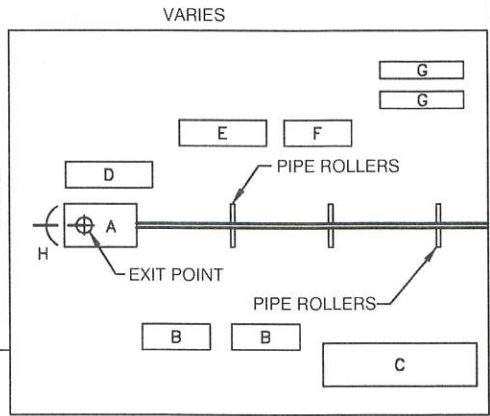 VARIES
G
G
E
F
PIPE ROLLERS
D
A
H
EXIT POINT
PIPE ROLLERS
B
B
C